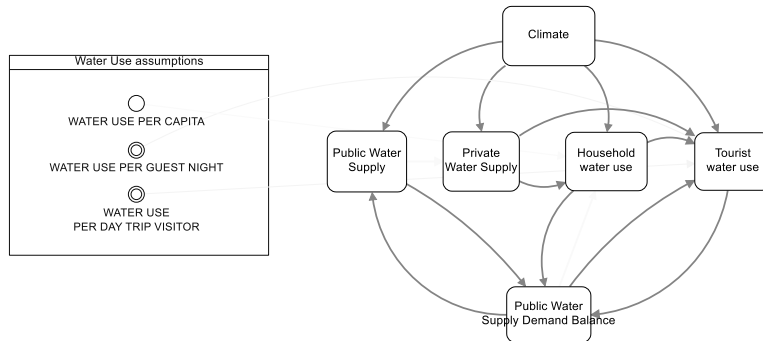 Climate
Water Use assumptions
WATER USE PER CAPITA
WATER USE PER GUEST NIGHT
WATER USE
PER DAY TRIP VISITOR
Public Water
Supply
Private
Water Supply
Household
water use
Tourist
water use
Public Water
Supply Demand Balance